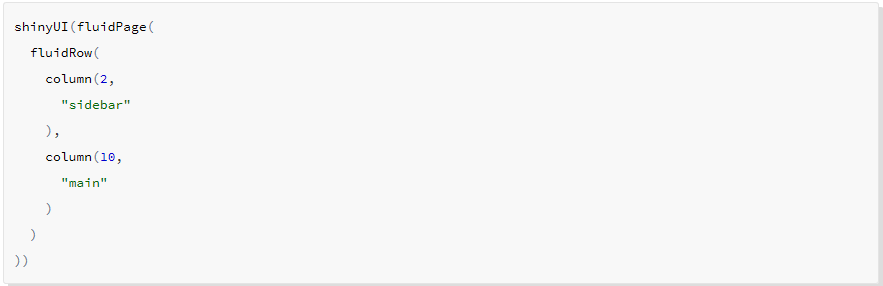 shinyUI(fluidPage(
  fluidRow(
    column(2,
      "sidebar"
    ),
    column(10,
      "main"
    )
  )
))